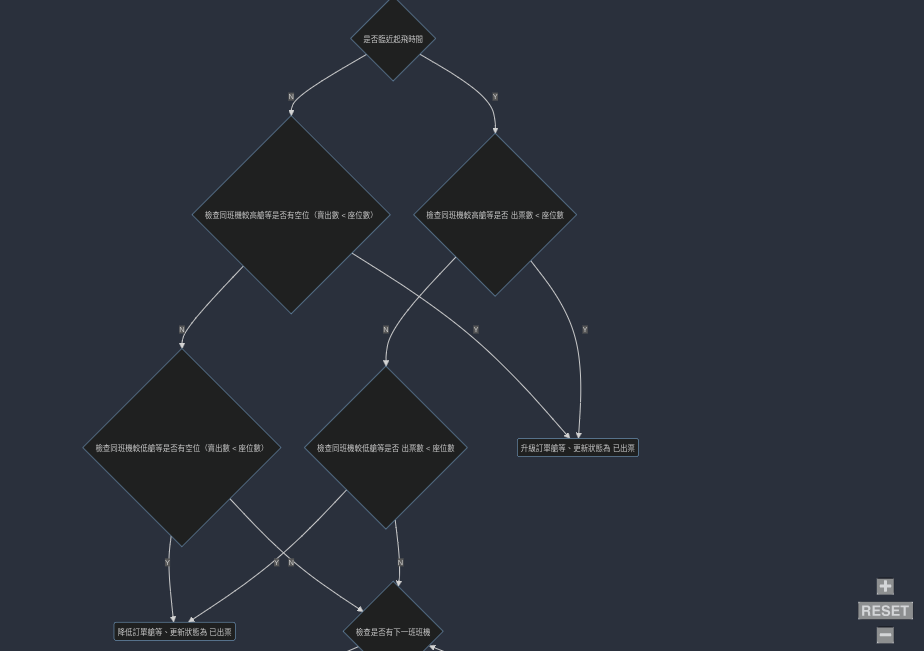 是否臨近起飛時間
N
Y
檢查同班機較高艙等是否有空位（賣出數 < 座位數）
檢查同班機較高艙等是否 出票數 < 座位數
N
N
Y
Y
檢查同班機較低艙等是否有空位（賣出數 < 座位數）
檢查同班機較低艙等是否 出票數 < 座位數
升級訂單艙等、更新狀態為 已出票
Y
Y
N
N
降低訂單艙等、更新狀態為 已出票
檢查是否有下一班班機
+
RESET
−